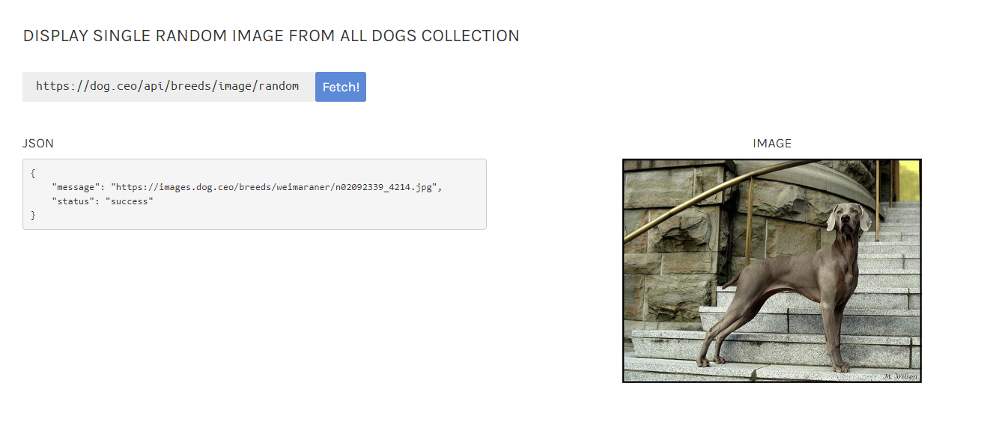 DISPLAY SINGLE RANDOM IMAGE FROM ALL DOGS COLLECTION
https://dog.ceo/api/breeds/image/random Fetch!
JSON
{
    "message": "https://images.dog.ceo/breeds/weimaraner/n02092339_4214.jpg",
    "status": "success"
}
IMAGE
M. Wilson